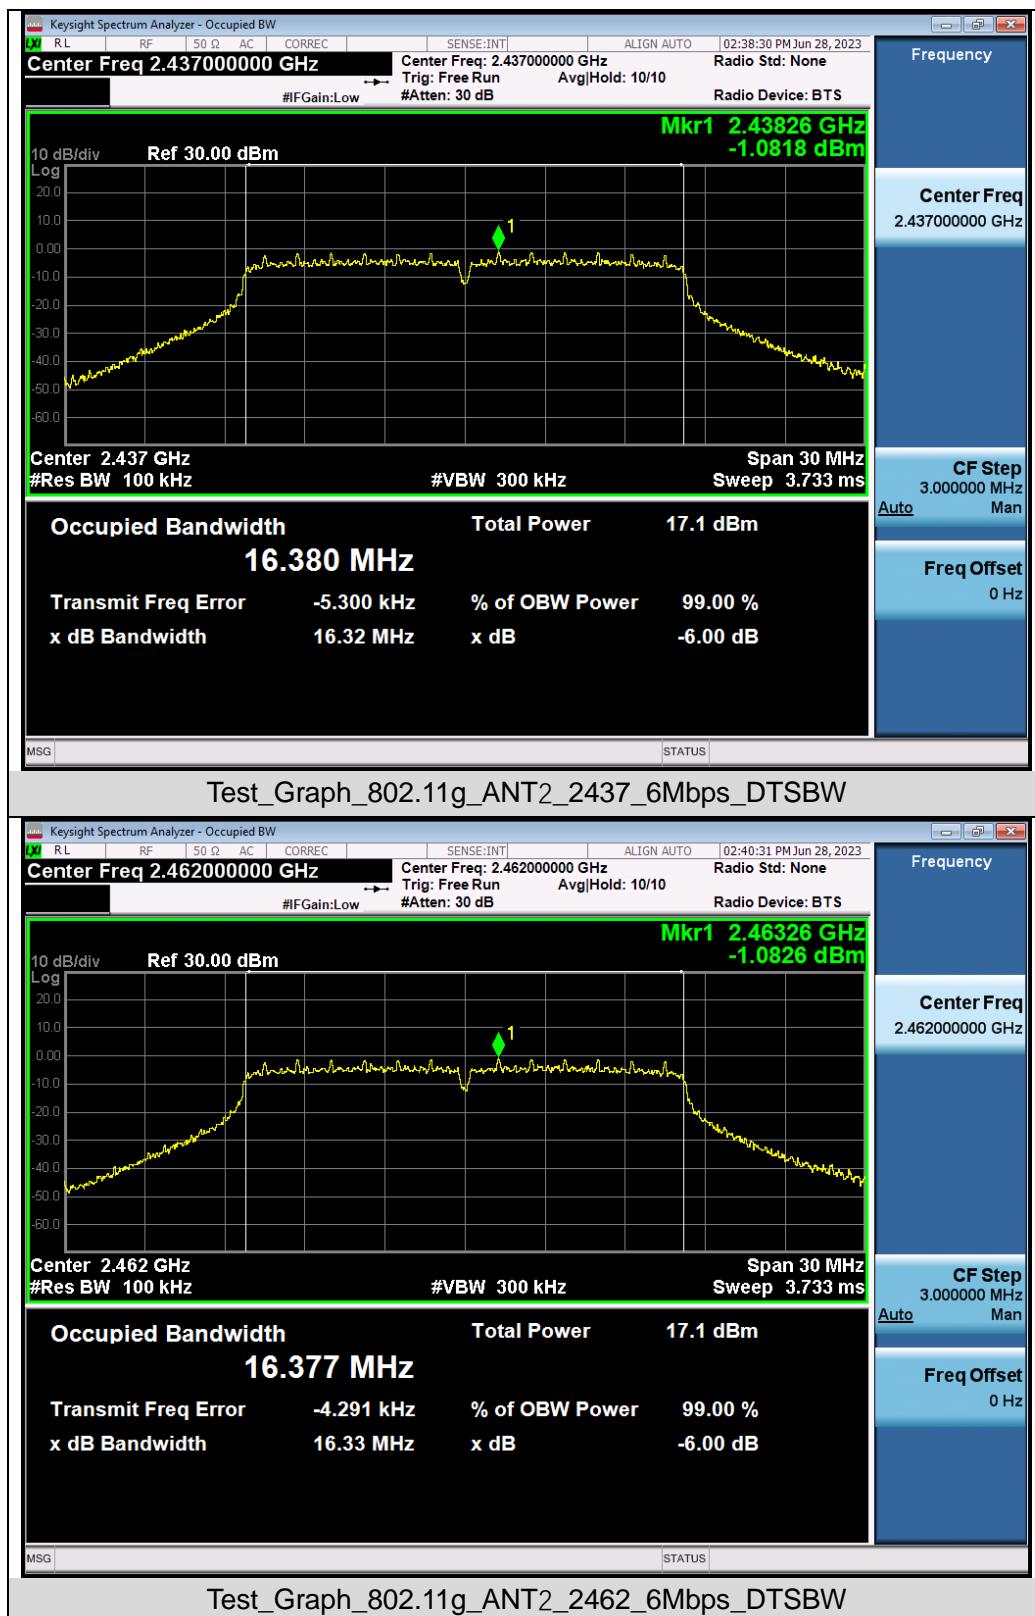 Keysight Spectrum Analyzer - Occupied BW
LXI RL RF 50 Ω AC CORREC SENSE:INT ALIGN AUTO 02:38:30 PM Jun 28, 2023
Center Freq 2.437000000 GHz
Center Freq: 2.437000000 GHz
Radio Std: None
Trig: Free Run Avg|Hold: 10/10
#IFGain:Low #Atten: 30 dB Radio Device: BTS
Mkr1 2.43826 GHz
-1.0818 dBm
10 dB/div Ref 30.00 dBm
Log
20.0
10.0
0.00
-10.0
-20.0
-30.0
-40.0
-50.0
-60.0
1
Center 2.437 GHz Span 30 MHz
#Res BW 100 kHz #VBW 300 kHz Sweep 3.733 ms
Occupied Bandwidth Total Power 17.1 dBm
16.380 MHz
Transmit Freq Error -5.300 kHz % of OBW Power 99.00 %
x dB Bandwidth 16.32 MHz x dB -6.00 dB
MSG STATUS
Frequency
Center Freq
2.437000000 GHz
CF Step
3.000000 MHz
Auto Man
Freq Offset
0 Hz
Test_Graph_802.11g_ANT2_2437_6Mbps_DTSBW
Keysight Spectrum Analyzer - Occupied BW
LXI RL RF 50 Ω AC CORREC SENSE:INT ALIGN AUTO 02:40:31 PM Jun 28, 2023
Center Freq 2.462000000 GHz
Center Freq: 2.462000000 GHz
Radio Std: None
Trig: Free Run Avg|Hold: 10/10
#IFGain:Low #Atten: 30 dB Radio Device: BTS
Mkr1 2.46326 GHz
-1.0826 dBm
10 dB/div Ref 30.00 dBm
Log
20.0
10.0
0.00
-10.0
-20.0
-30.0
-40.0
-50.0
-60.0
1
Center 2.462 GHz Span 30 MHz
#Res BW 100 kHz #VBW 300 kHz Sweep 3.733 ms
Occupied Bandwidth Total Power 17.1 dBm
16.377 MHz
Transmit Freq Error -4.291 kHz % of OBW Power 99.00 %
x dB Bandwidth 16.33 MHz x dB -6.00 dB
MSG STATUS
Frequency
Center Freq
2.462000000 GHz
CF Step
3.000000 MHz
Auto Man
Freq Offset
0 Hz
Test_Graph_802.11g_ANT2_2462_6Mbps_DTSBW